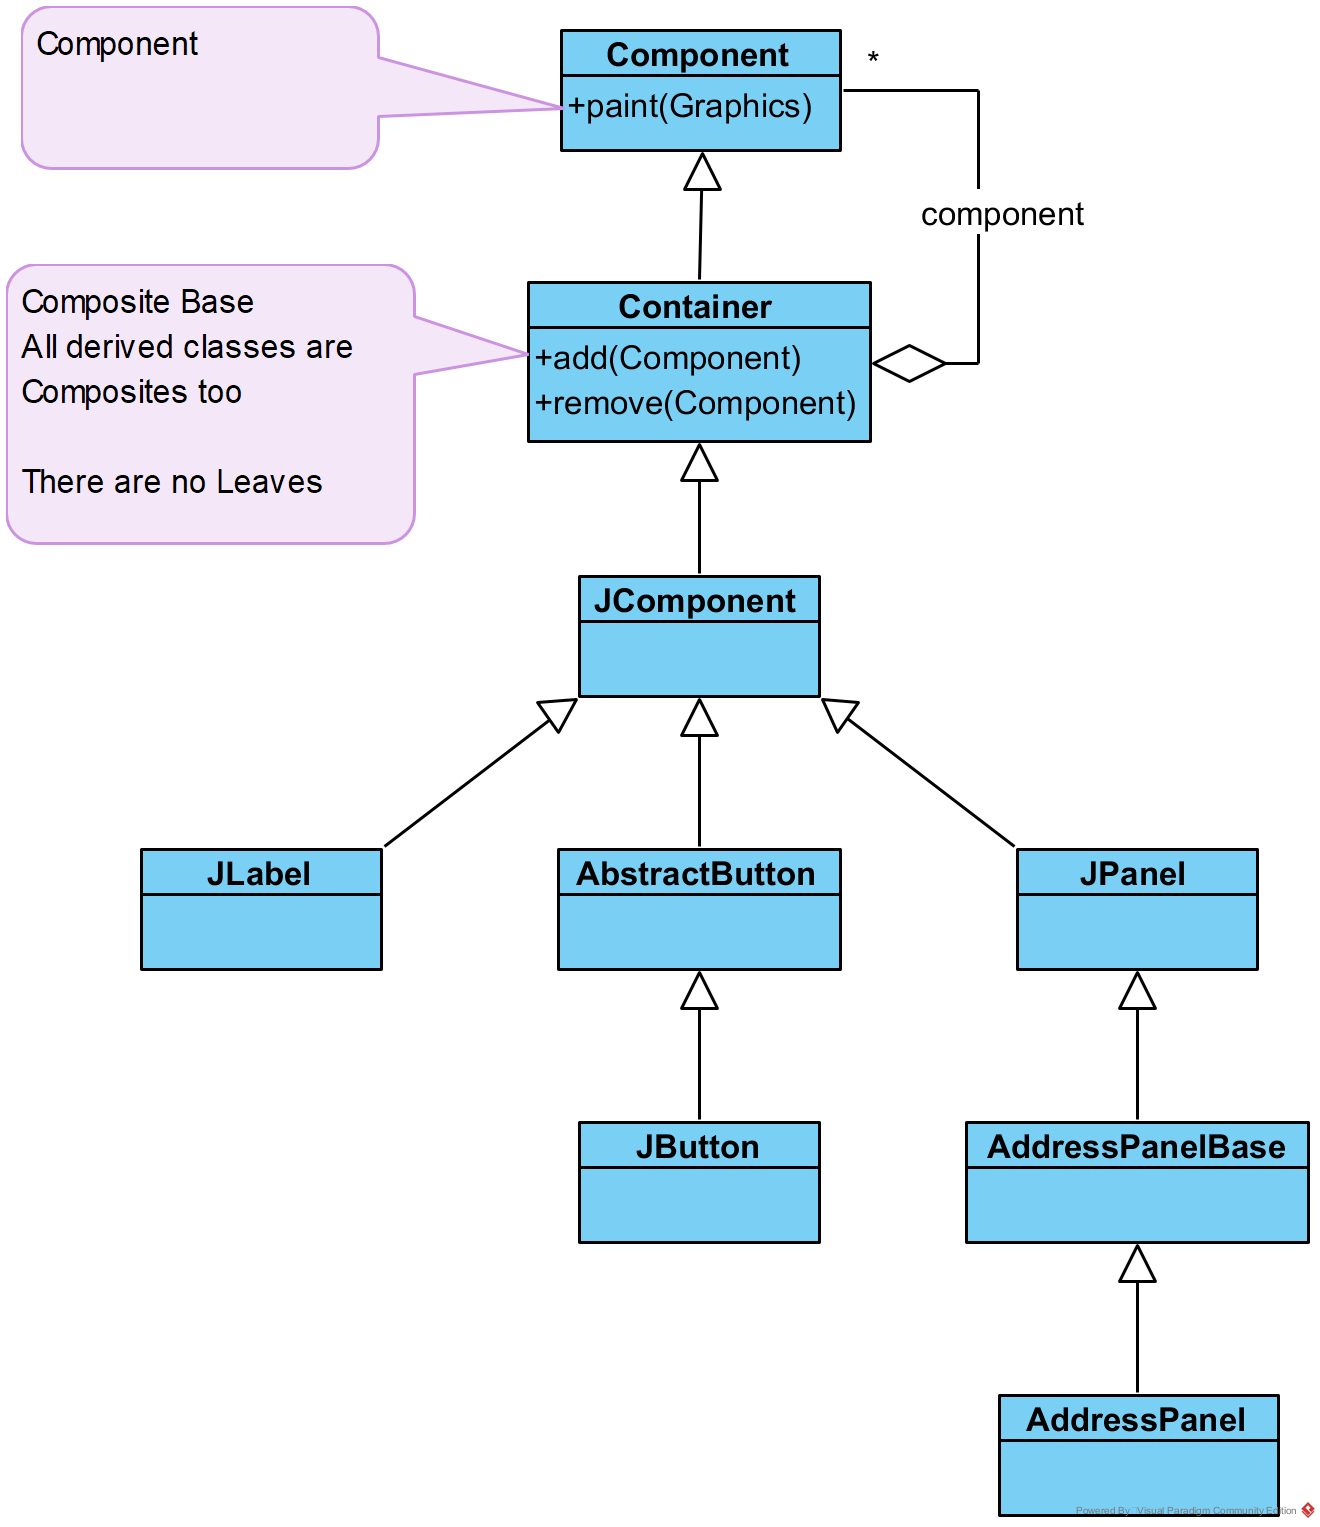 Component
Component
*
+paint(Graphics)
component
Composite Base
All derived classes are
Composites too
There are no Leaves
Container
+add(Component)
+remove(Component)
JComponent
JLabel
AbstractButton
JPanel
JButton
AddressPanelBase
AddressPanel
Powered By Visual Paradigm Community Edition